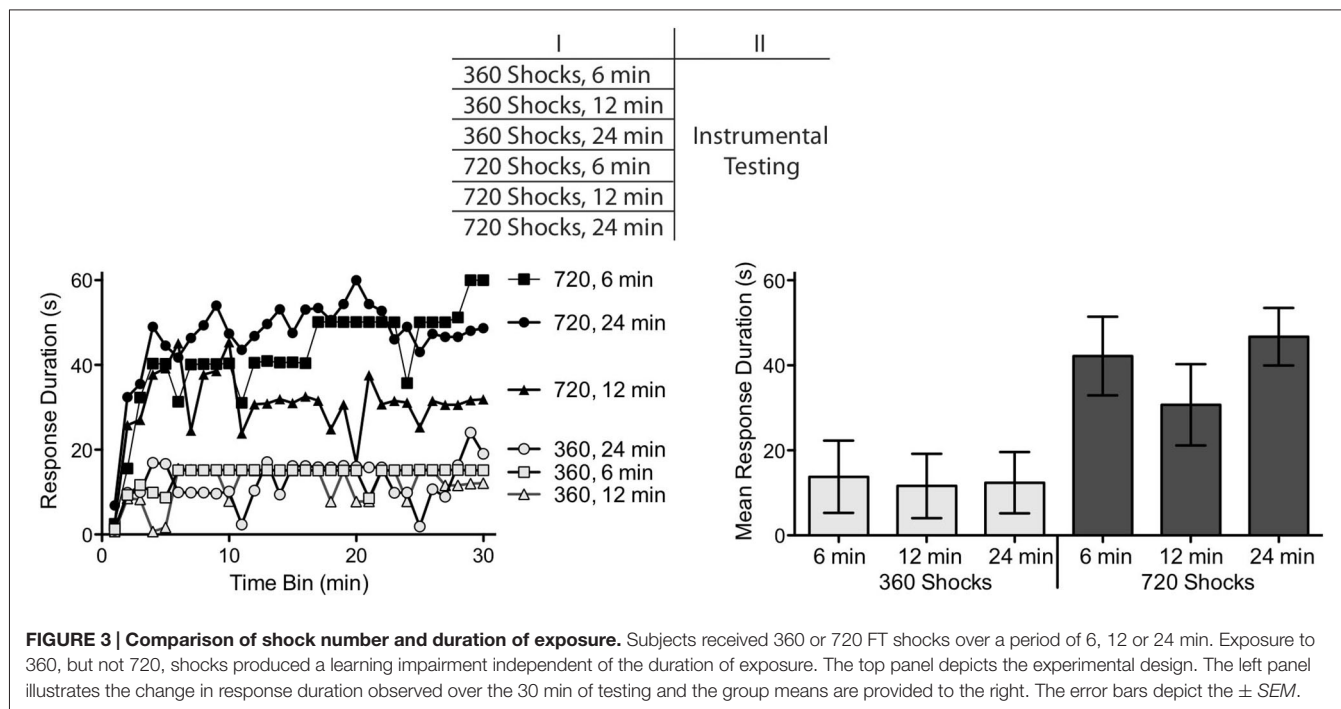 I II
360 Shocks, 6 min
360 Shocks, 12 min
360 Shocks, 24 min
720 Shocks, 6 min
720 Shocks, 12 min
720 Shocks, 24 min
Instrumental
Testing
Response Duration (s)
60
40
20
0
0 10 20 30
Time Bin (min)
720, 6 min
720, 24 min
720, 12 min
360, 24 min
360, 6 min
360, 12 min
Mean Response Duration (s)
60
40
20
0
6 min 12 min 24 min 6 min 12 min 24 min
360 Shocks 720 Shocks
FIGURE 3 | Comparison of shock number and duration of exposure. Subjects received 360 or 720 FT shocks over a period of 6, 12 or 24 min. Exposure to
360, but not 720, shocks produced a learning impairment independent of the duration of exposure. The top panel depicts the experimental design. The left panel
illustrates the change in response duration observed over the 30 min of testing and the group means are provided to the right. The error bars depict the ± SEM.